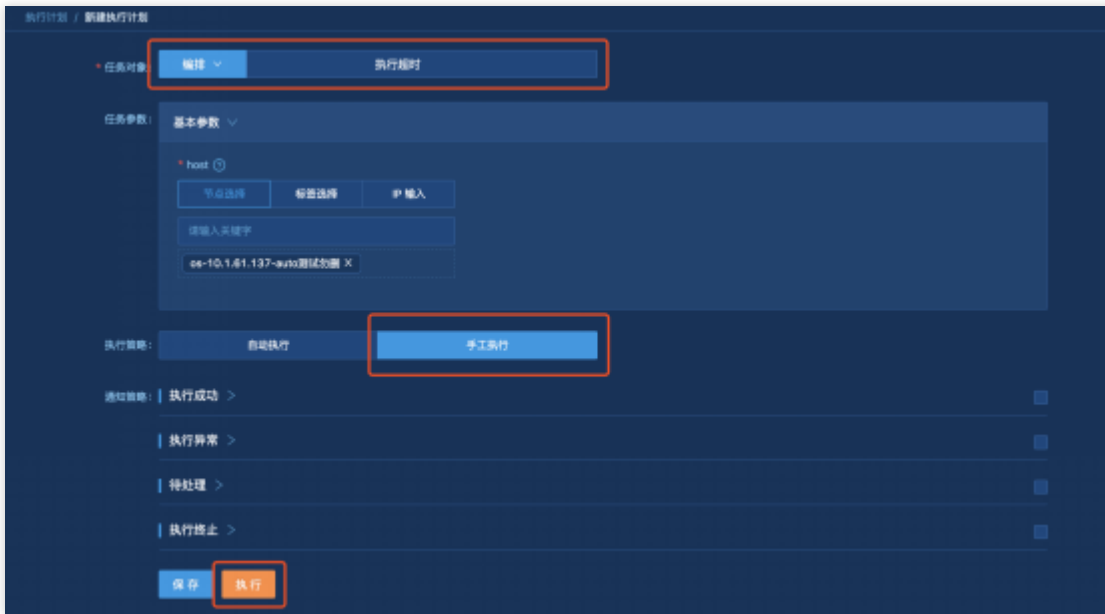 执行计划 / 新建执行计划
* 任务对象: 编排 执行超时
任务参数: 基本参数
* host ?
节点选择 标签选择 IP 输入
请输入关键字
os-10.1.61.137-auto测试勿删 ×
执行策略: 自动执行 手工执行
通知策略: 执行成功 >
执行异常 >
待处理 >
执行终止 >
保存 执行